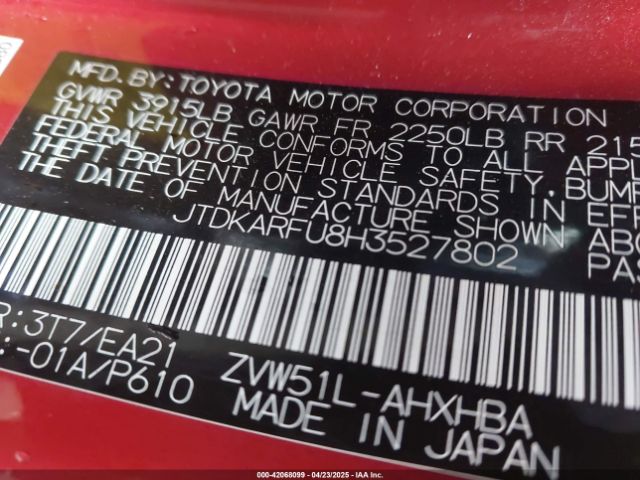 MFD. BY: TOYOTA MOTOR CORPORATION
GVWR 3915LB GAWR FR 2250LB RR 215
THIS VEHICLE CONFORMS TO ALL APPL
FEDERAL MOTOR VEHICLE SAFETY, BUMP
THEFT PREVENTION STANDARDS IN EFF
THE DATE OF MANUFACTURE SHOWN ABO
JTDKARFU8H3527802 PAS
R:3T7/EA21
:-01A/P610
ZVW51L-AHXHBA
MADE IN JAPAN
000-42068099 04/23/2025 - IAA Inc.